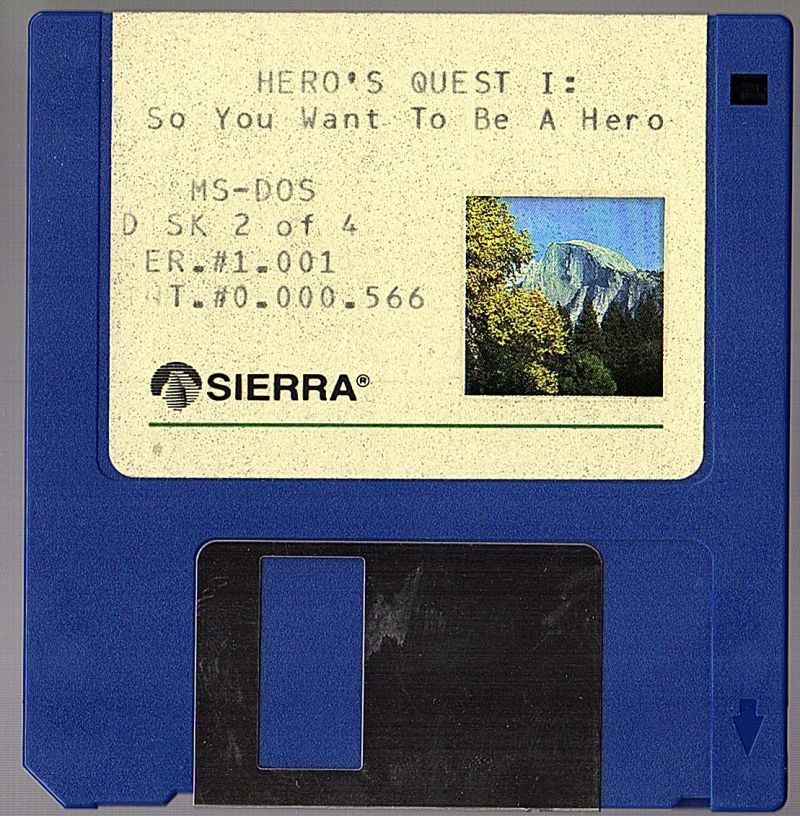 HERO'S QUEST I:
So You Want To Be A Hero
MS-DOS
D SK 2 of 4
ER.#1.001
T.#0.000.566
SIERRA®